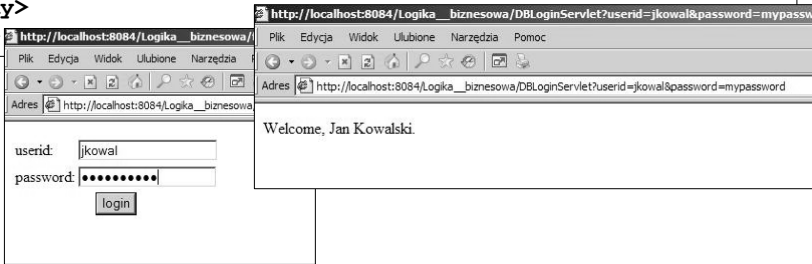 y>
http://localhost:8084/Logika__biznesowa/
Plik Edycja Widok Ulubione Narzędzia
Adres http://localhost:8084/Logika__biznesowa
userid: jkowal
password: ••••••••••
login
http://localhost:8084/Logika__biznesowa/DBLoginServlet?userid=jkowal&password=mypassw
Plik Edycja Widok Ulubione Narzędzia Pomoc
Adres http://localhost:8084/Logika__biznesowa/DBLoginServlet?userid=jkowal&password=mypassword
Welcome, Jan Kowalski.